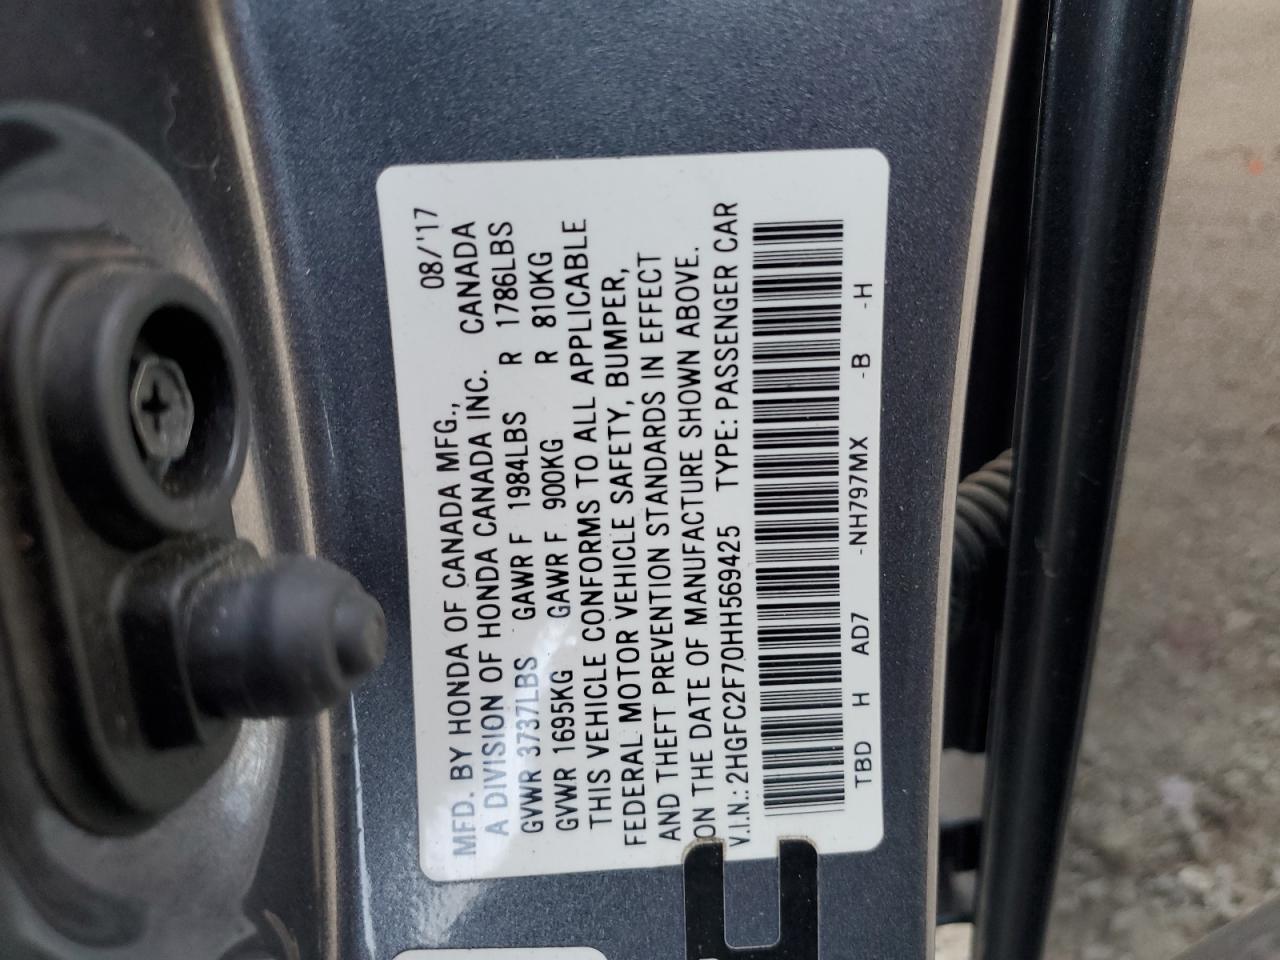 MFD. BY HONDA OF CANADA MFG., 08/'17
A DIVISION OF HONDA CANADA INC. CANADA
GVWR 3737LBS GAWR F 1984LBS R 1786LBS
GVWR 1695KG GAWR F 900KG R 810KG
THIS VEHICLE CONFORMS TO ALL APPLICABLE
FEDERAL MOTOR VEHICLE SAFETY, BUMPER,
AND THEFT PREVENTION STANDARDS IN EFFECT
ON THE DATE OF MANUFACTURE SHOWN ABOVE.
V.I.N.: 2HGFC2F70HH569425 TYPE: PASSENGER CAR
TBD H AD7 -NH797MX -B -H